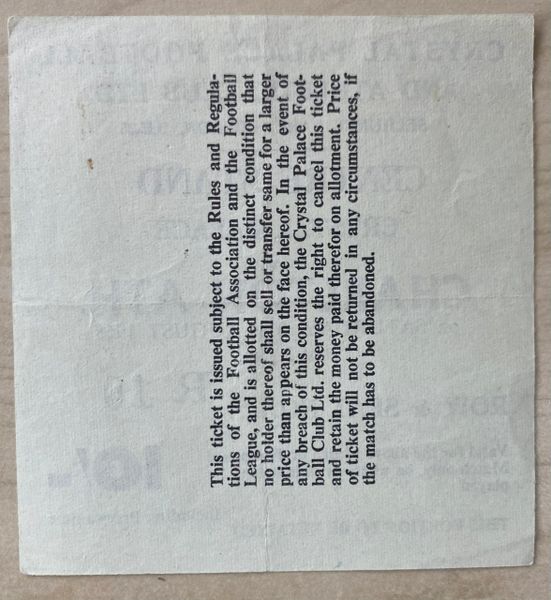 This ticket is issued subject to the Rules and Regula-
tions of the Football Association and the Football
League, and is allotted on the distinct condition that
no holder thereof shall sell or transfer same for a larger
price than appears on the face hereof. In the event of
any breach of this condition, the Crystal Palace Foot-
ball Club Ltd. reserves the right to cancel this ticket
and retain the money paid therefor on allotment. Price
of ticket will not be returned in any circumstances, if
the match has to be abandoned.